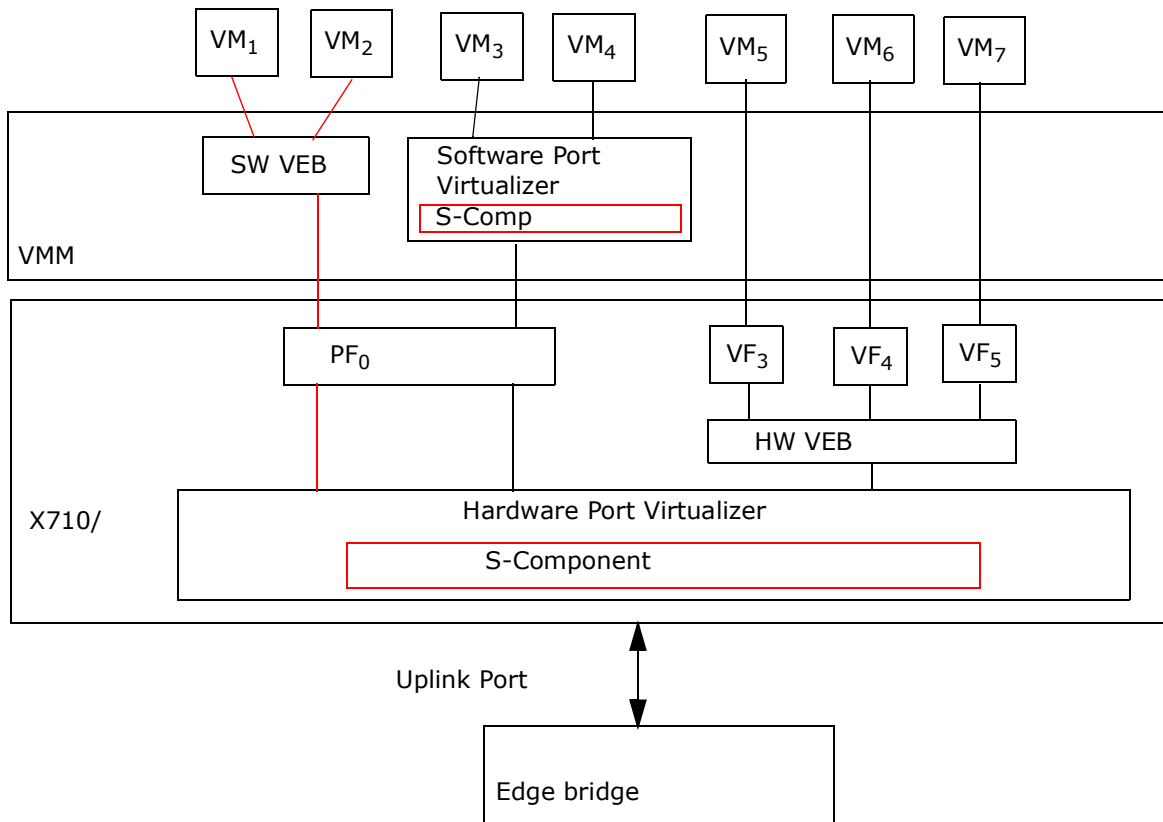 VM1
VM2
VM3
VM4
VM5
VM6
VM7
SW VEB
Software Port
Virtualizer
S-Comp
VMM
PF0
VF3
VF4
VF5
HW VEB
X710/
Hardware Port Virtualizer
S-Component
Uplink Port
Edge bridge